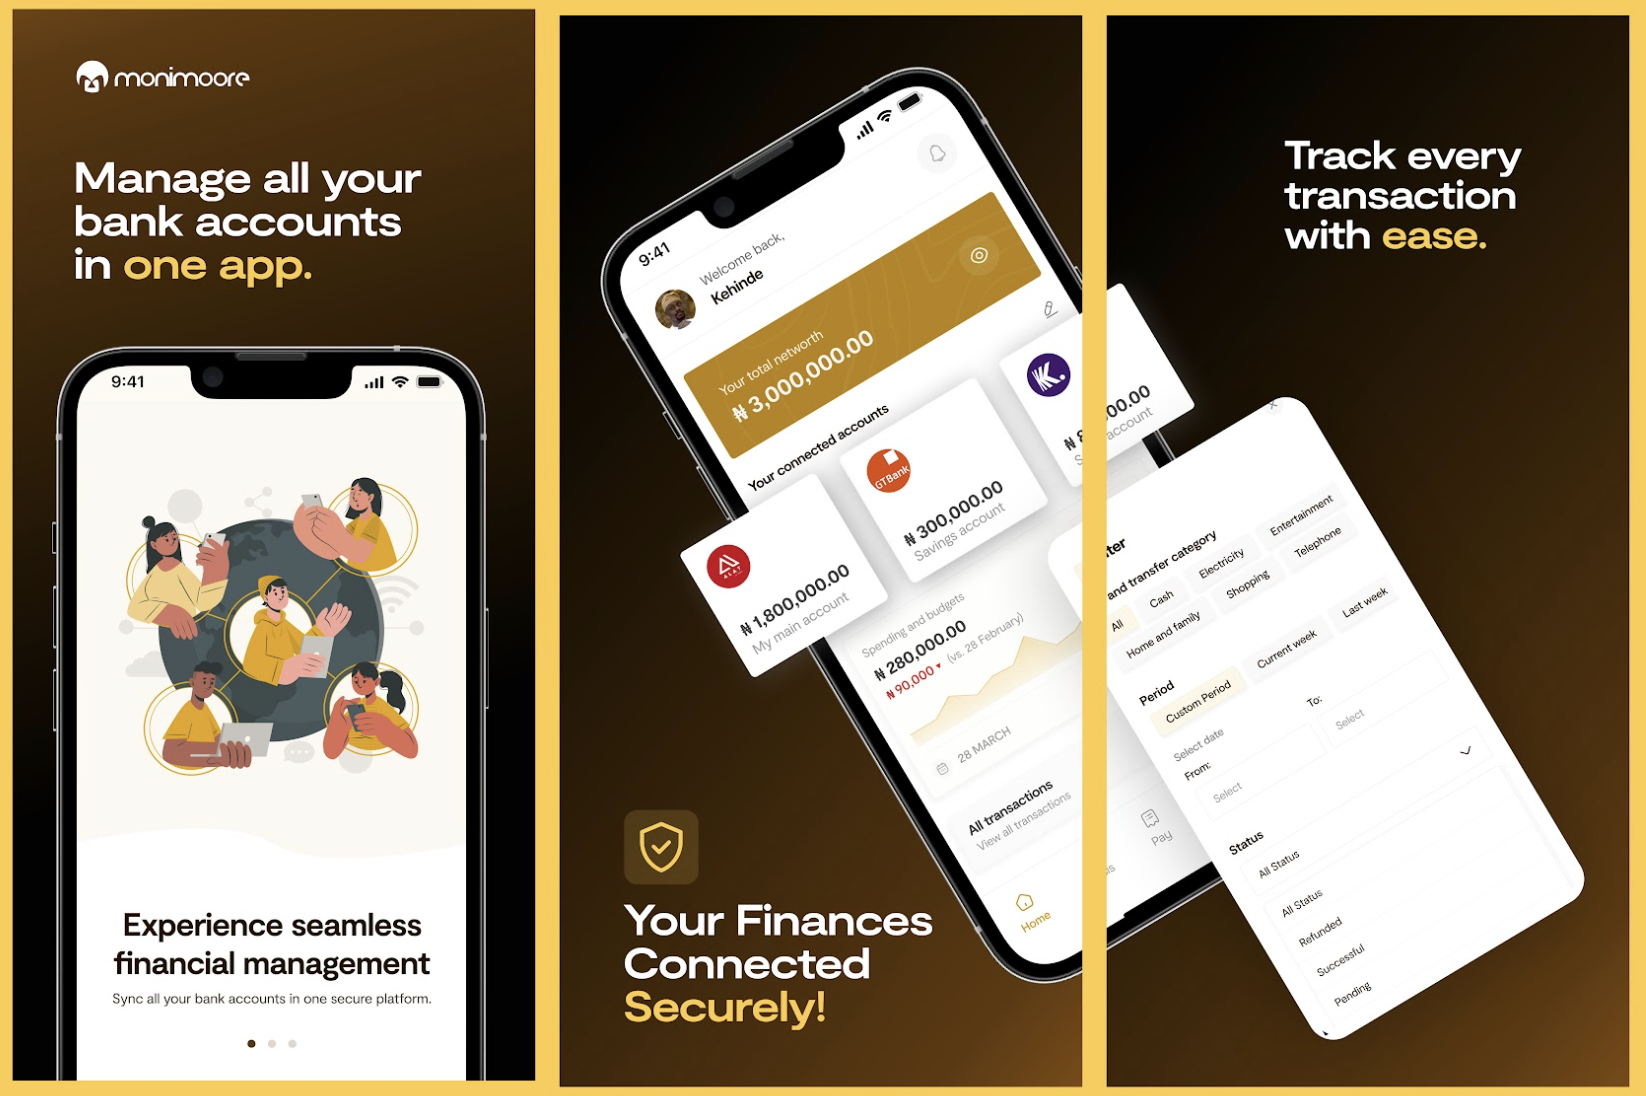 monimoore
Manage all your
bank accounts
in one app.
9:41
Experience seamless
financial management
Sync all your bank accounts in one secure platform.
9:41
Welcome back,
Kehinde
Your total networth
₦ 3,000,000.00
Your connected accounts
ALAT
₦ 1,800,000.00
My main account
GTBank
₦ 300,000.00
Savings account
K.
₦ 8
Spending and budgets
₦ 280,000.00
₦ 90,000 (vs. 28 February)
28 MARCH
All transactions
View all transactions
Home
Your Finances
Connected
Securely!
Track every
transaction
with ease.
00.00
account
and transfer category
All
Cash
Electricity
Entertainment
Home and family
Shopping
Telephone
Period
Custom Period
Current week
Last week
Select date
From:
To:
Select
Select
Status
All Status
All Status
Refunded
Successful
Pending
Pay